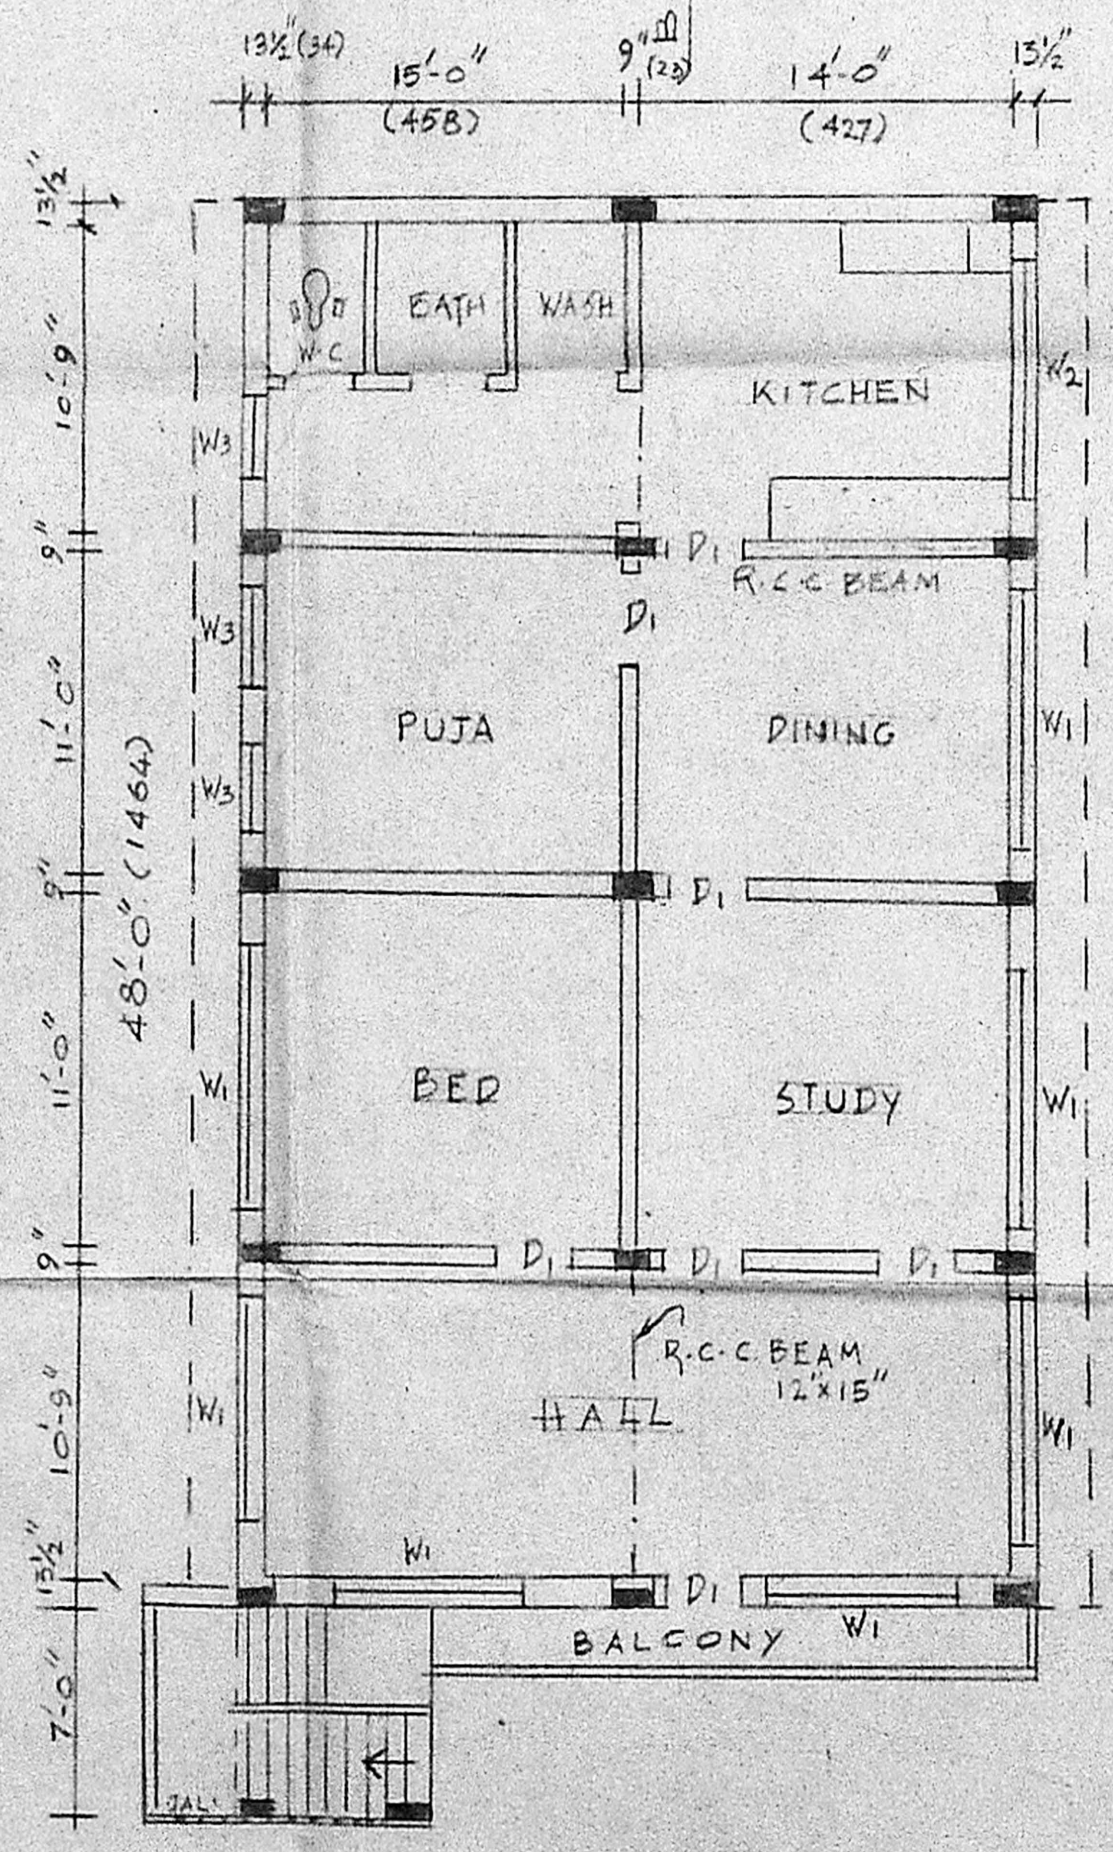 13½"(34)
15'-0"
(458)
9"
(23)
B
14'-0"
(427)
13½"
13½"
10'-9"
9"
11'-0"
9"
11'-0"
9"
10'-9"
13½"
7'-0"
48'-0" (1464)
W.C
BATH
WASH
KITCHEN
W2
W3
D1
R.C.C BEAM
D1
W3
PUJA
DINING
W1
W3
D1
BED
STUDY
W1
W1
D1
D1
D1
R.C.C. BEAM
12"x15"
HALL
W1
W1
W1
D1
BALCONY
W1
JALI